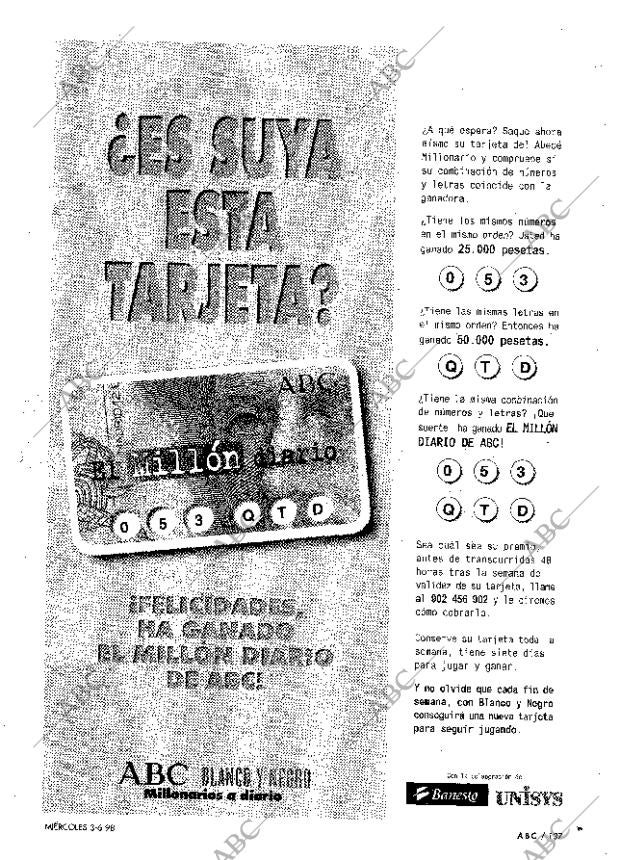 ¿ES SUYA
ESTA
TARJETA?
ABC
El Millón diario
0 5 3 Q T D
¡FELICIDADES,
HA GANADO
EL MILLÓN DIARIO
DE ABC!
ABC BLANCO Y NEGRO
Millonarios a diario
¿A qué espera? Saque ahora
mismo su tarjeta del Abecé
Millonario y compruebe si
su combinación de números
y letras coincide con la
ganadora.
¿Tiene los mismos números
en el mismo orden? Usted ha
ganado 25.000 pesetas.
0 5 3
¿Tiene las mismas letras en
el mismo orden? Entonces ha
ganado 50.000 pesetas.
Q T D
¿Tiene la misma combinación
de números y letras? ¡Que
suerte ha ganado EL MILLÓN
DIARIO DE ABC!
0 5 3
Q T D
Sea cuál sea su premio,
antes de transcurridas 48
horas tras la semana de
validez de su tarjeta, llame
al 902 456 902 y le diremos
cómo cobrarlo.
Conserve su tarjeta toda la
semana, tiene siete días
para jugar y ganar.
Y no olvide que cada fin de
semana, con Blanco y Negro
conseguirá una nueva tarjeta
para seguir jugando.
Con la colaboración de
Banesto UNISYS
MIÉRCOLES 3-6-98
ABC / 137